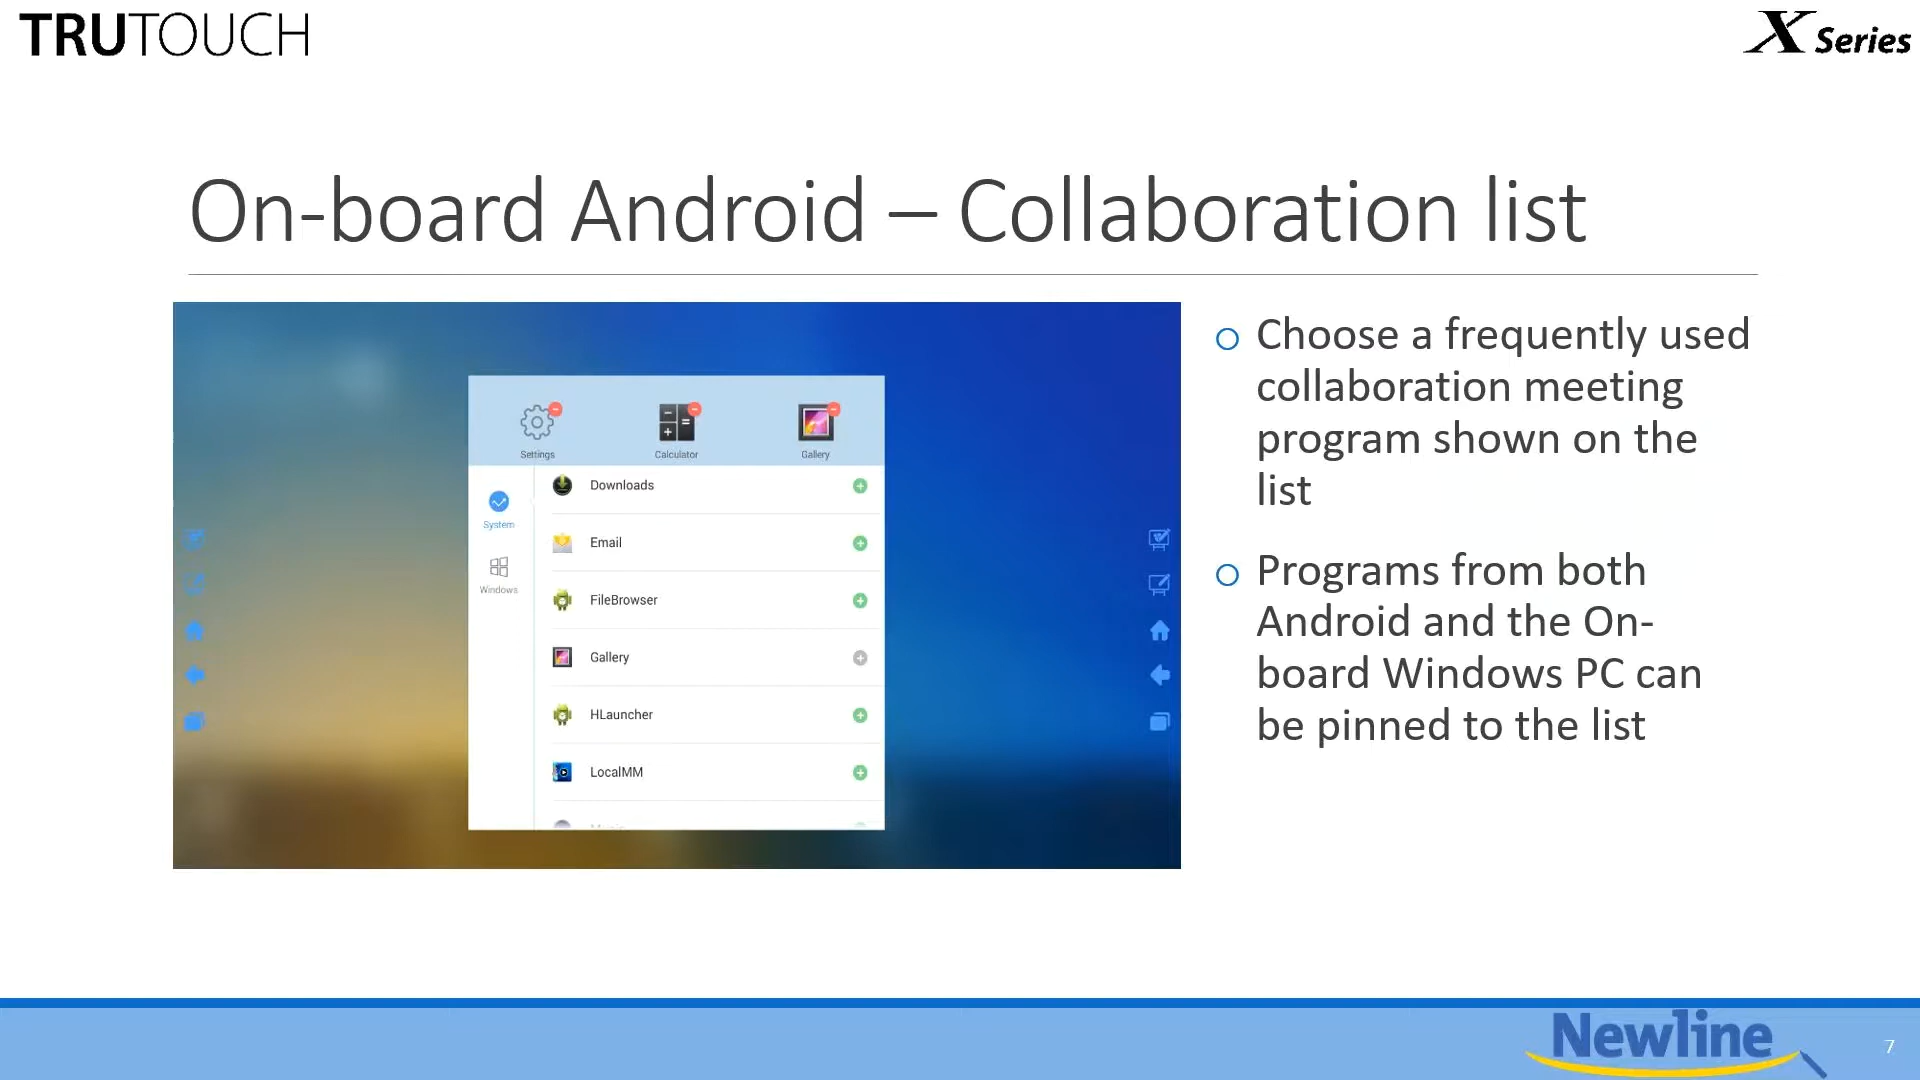 TRUTOUCH
X Series
On-board Android – Collaboration list
Settings
Calculator
Gallery
System
Windows
Downloads
Email
FileBrowser
Gallery
HLauncher
LocalMM
Choose a frequently used
collaboration meeting
program shown on the
list
Programs from both
Android and the On-
board Windows PC can
be pinned to the list
Newline
7